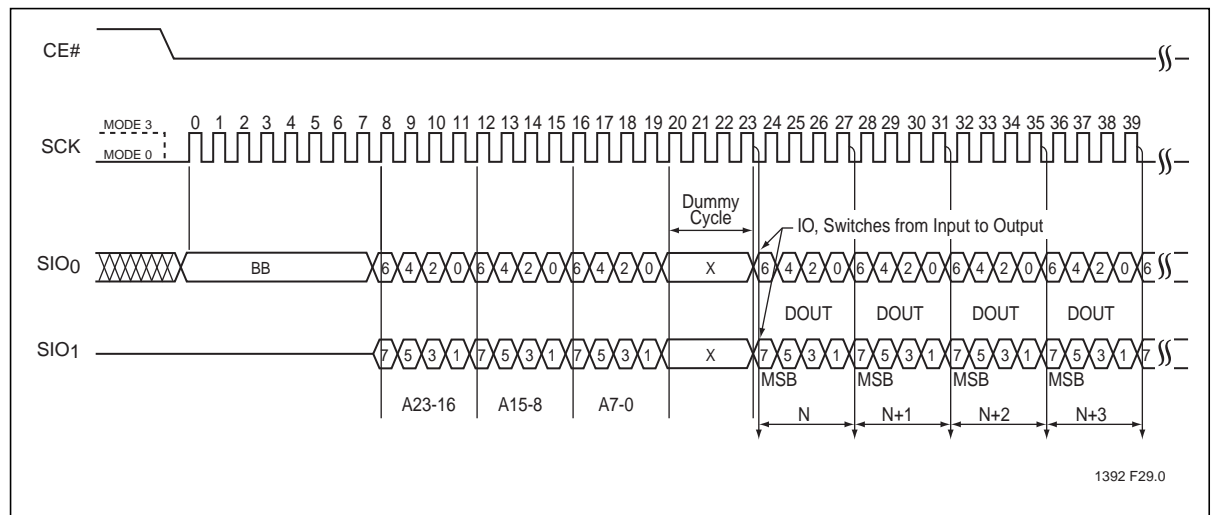 CE#
MODE 3
0 1 2 3 4 5 6 7 8 9 10 11 12 13 14 15 16 17 18 19 20 21 22 23 24 25 26 27 28 29 30 31 32 33 34 35 36 37 38 39
SCK
MODE 0
Dummy
Cycle
IO, Switches from Input to Output
SIO0 BB 6 4 2 0 6 4 2 0 6 4 2 0 X 6 4 2 0 6 4 2 0 6 4 2 0 6 4 2 0 6
DOUT DOUT DOUT DOUT
SIO1 7 5 3 1 7 5 3 1 7 5 3 1 X 7 5 3 1 7 5 3 1 7 5 3 1 7 5 3 1 7
MSB MSB MSB MSB
A23-16 A15-8 A7-0 N N+1 N+2 N+3
1392 F29.0